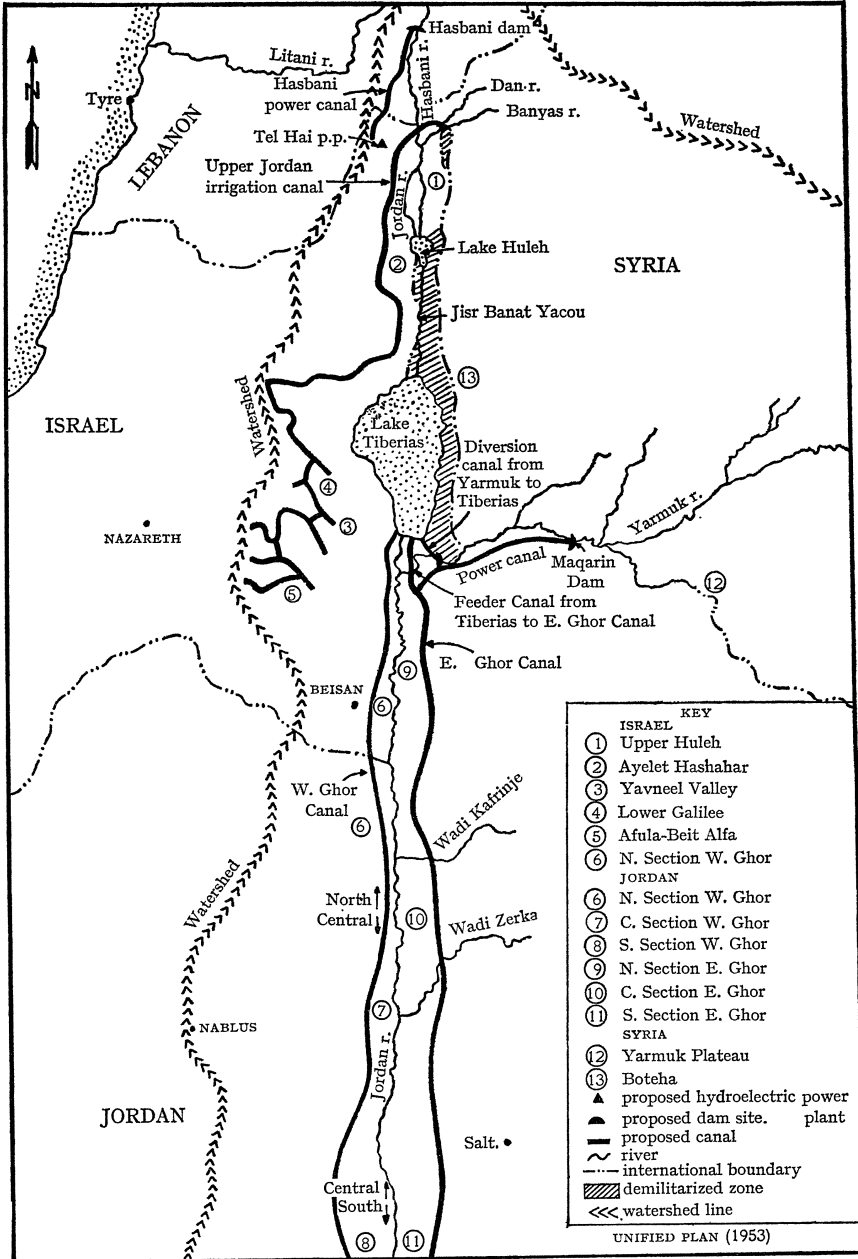 Hasbani dam
Litani r.
Hasbani
power canal
Hasbani r.
Dan r.
Banyas r.
Tyre
N
LEBANON
Tel Hai p.p.
Watershed
Upper Jordan
irrigation canal
Jordan r.
1
Lake Huleh
2
SYRIA
Jisr Banat Yacou
13
Watershed
ISRAEL
Lake
Tiberias
Diversion
canal from
Yarmuk to
Tiberias
4
3
NAZARETH
Yarmuk r.
Power canal
Maqarin
Dam
12
5
Feeder Canal from
Tiberias to E. Ghor Canal
E. Ghor Canal
9
BEISAN
6
W. Ghor
Canal
6
Wadi Kafrinje
Watershed
North
Central
10
Wadi Zerka
7
NABLUS
Jordan r.
JORDAN
Salt.
Central
South
8
11
KEY
ISRAEL
1 Upper Huleh
2 Ayelet Hashahar
3 Yavneel Valley
4 Lower Galilee
5 Afula-Beit Alfa
6 N. Section W. Ghor
JORDAN
6 N. Section W. Ghor
7 C. Section W. Ghor
8 S. Section W. Ghor
9 N. Section E. Ghor
10 C. Section E. Ghor
11 S. Section E. Ghor
SYRIA
12 Yarmuk Plateau
13 Boteha
proposed hydroelectric power
plant
proposed dam site.
proposed canal
river
international boundary
demilitarized zone
watershed line
UNIFIED PLAN (1953)